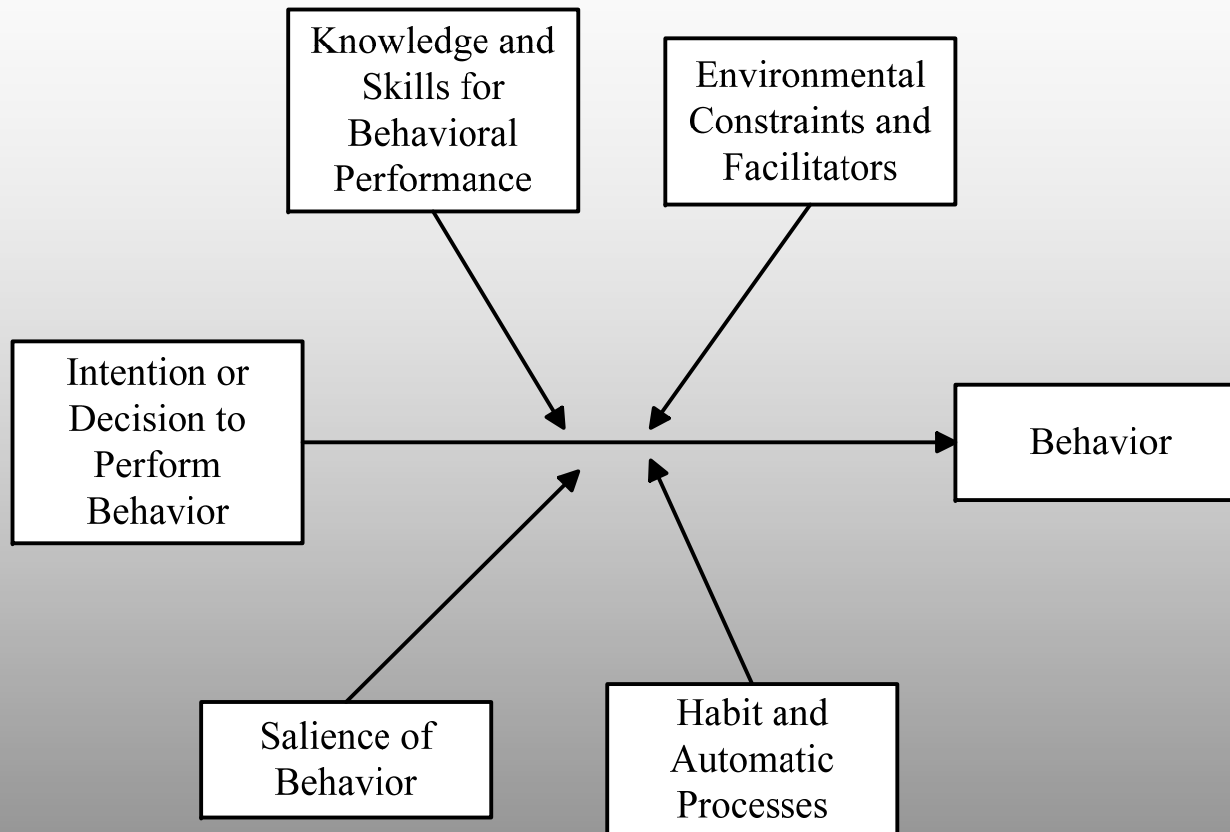 Knowledge and
Skills for
Behavioral
Performance
Environmental
Constraints and
Facilitators
Intention or
Decision to
Perform
Behavior
Behavior
Salience of
Behavior
Habit and
Automatic
Processes